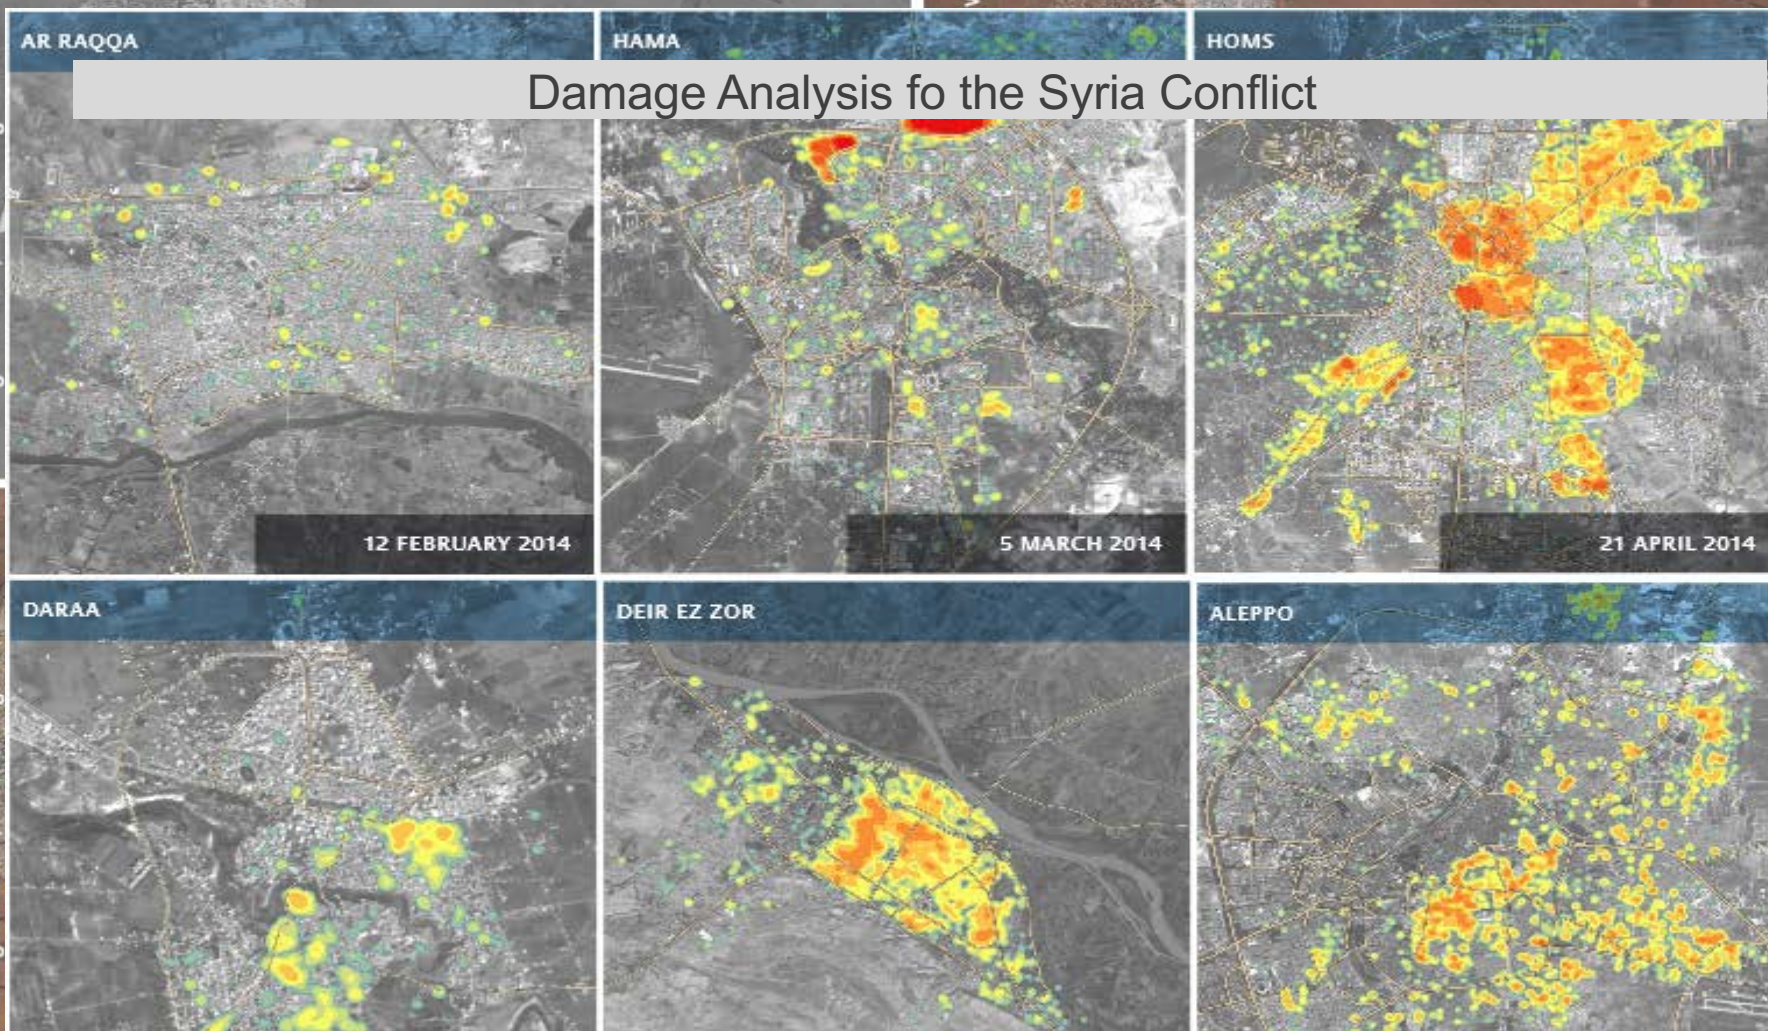 AR RAQQA
HAMA
HOMS
Damage Analysis fo the Syria Conflict
12 FEBRUARY 2014
5 MARCH 2014
21 APRIL 2014
DARAA
DEIR EZ ZOR
ALEPPO